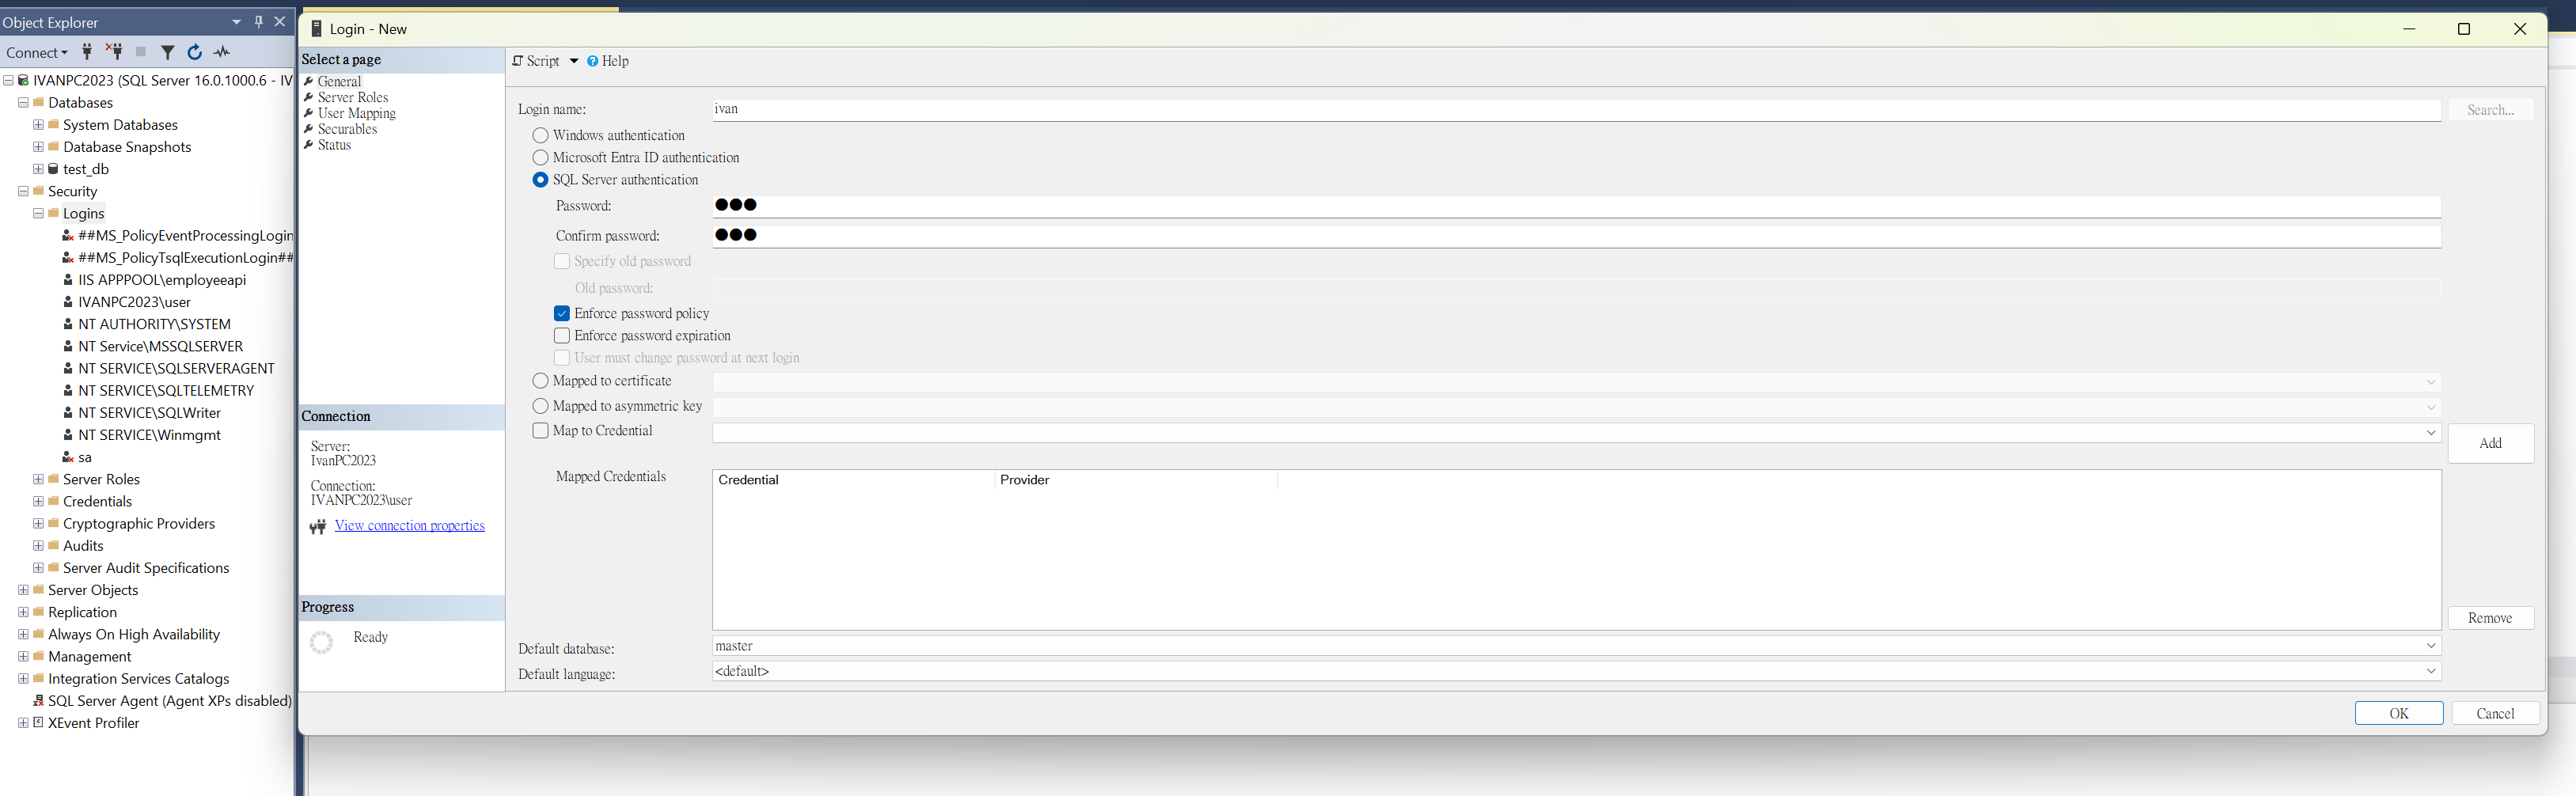 Object Explorer
Connect
IVANPC2023 (SQL Server 16.0.1000.6 - IV
Databases
System Databases
Database Snapshots
test_db
Security
Logins
##MS_PolicyEventProcessingLogin
##MS_PolicyTsqlExecutionLogin##
IIS APPPOOL\employeeapi
IVANPC2023\user
NT AUTHORITY\SYSTEM
NT Service\MSSQLSERVER
NT SERVICE\SQLSERVERAGENT
NT SERVICE\SQLTELEMETRY
NT SERVICE\SQLWriter
NT SERVICE\Winmgmt
sa
Server Roles
Credentials
Cryptographic Providers
Audits
Server Audit Specifications
Server Objects
Replication
Always On High Availability
Management
Integration Services Catalogs
SQL Server Agent (Agent XPs disabled)
XEvent Profiler
Login - New
Select a page
General
Server Roles
User Mapping
Securables
Status
Connection
Server:
IvanPC2023
Connection:
IVANPC2023\user
View connection properties
Progress
Ready
Script
Help
Login name: ivan Search...
Windows authentication
Microsoft Entra ID authentication
SQL Server authentication
Password: ●●●
Confirm password: ●●●
Specify old password
Old password:
Enforce password policy
Enforce password expiration
User must change password at next login
Mapped to certificate
Mapped to asymmetric key
Map to Credential Add
Mapped Credentials Credential Provider
Remove
Default database: master
Default language: <default>
OK Cancel